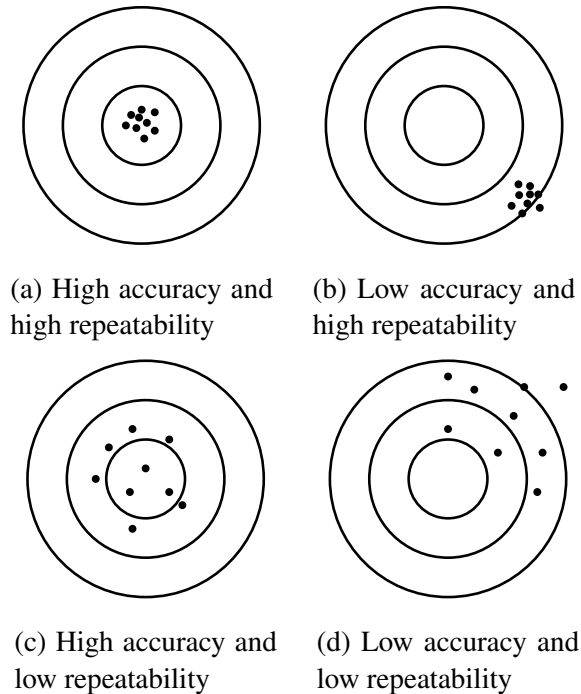 (a) High accuracy and
high repeatability
(b) Low accuracy and
high repeatability
(c) High accuracy and
low repeatability
(d) Low accuracy and
low repeatability